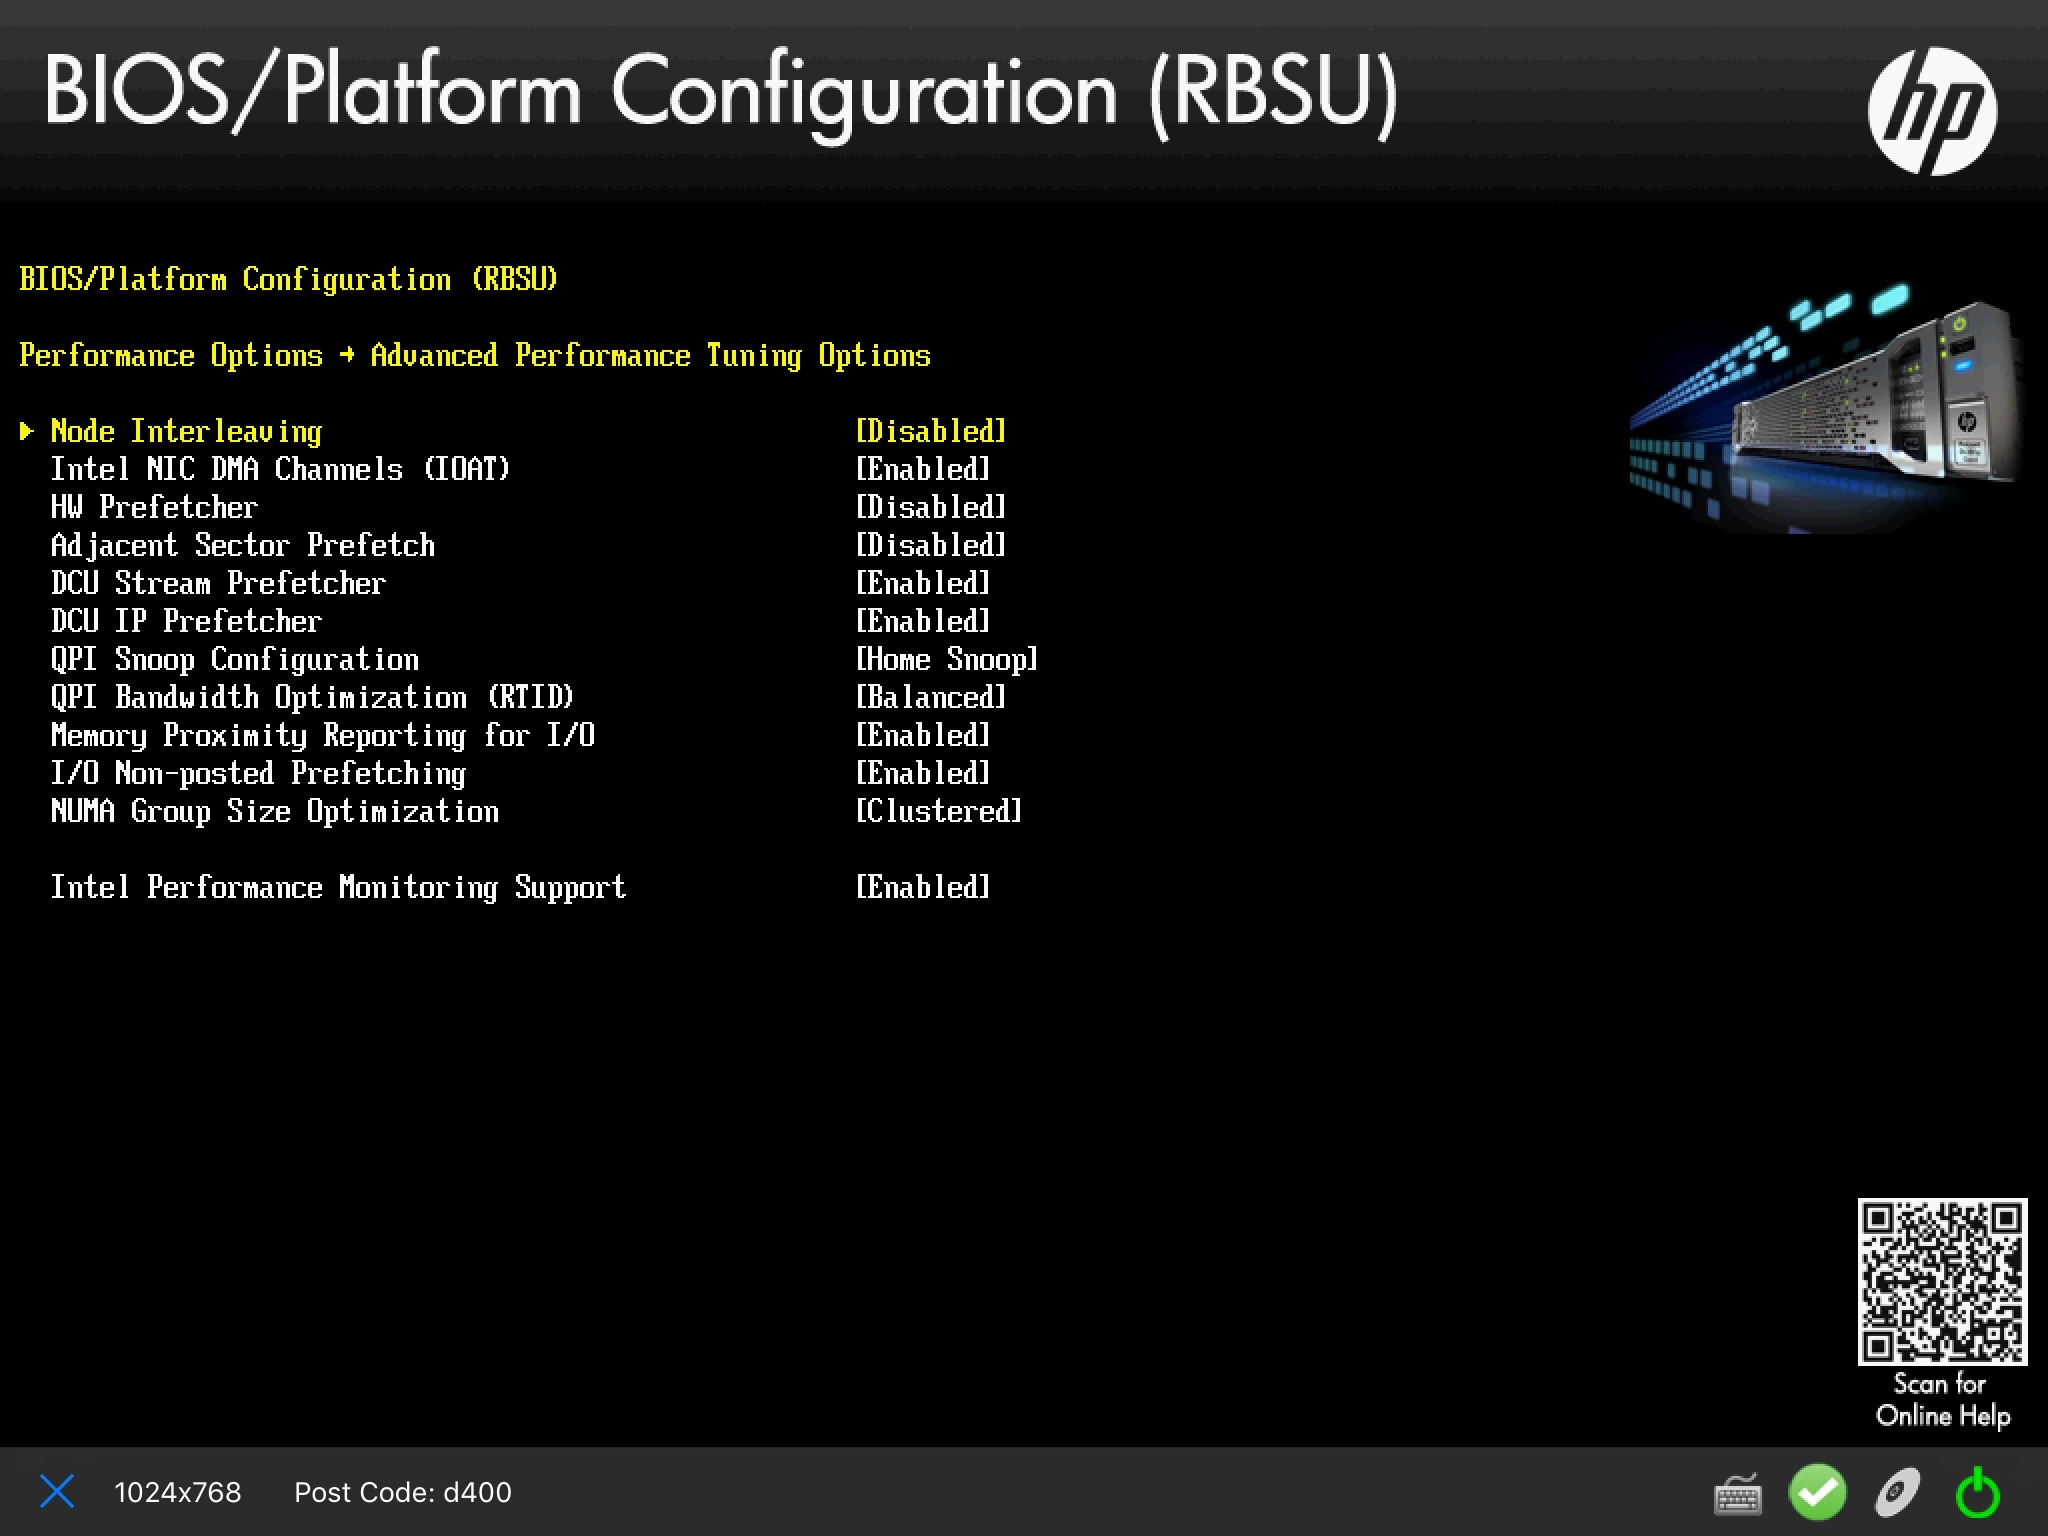 BIOS/Platform Configuration (RBSU)
hp
BIOS/Platform Configuration (RBSU)
Performance Options → Advanced Performance Tuning Options
Node Interleaving [Disabled]
Intel NIC DMA Channels (IOAT) [Enabled]
HW Prefetcher [Disabled]
Adjacent Sector Prefetch [Disabled]
DCU Stream Prefetcher [Enabled]
DCU IP Prefetcher [Enabled]
QPI Snoop Configuration [Home Snoop]
QPI Bandwidth Optimization (RTID) [Balanced]
Memory Proximity Reporting for I/O [Enabled]
I/O Non-posted Prefetching [Enabled]
NUMA Group Size Optimization [Clustered]
Intel Performance Monitoring Support [Enabled]
Scan for
Online Help
1024x768 Post Code: d400